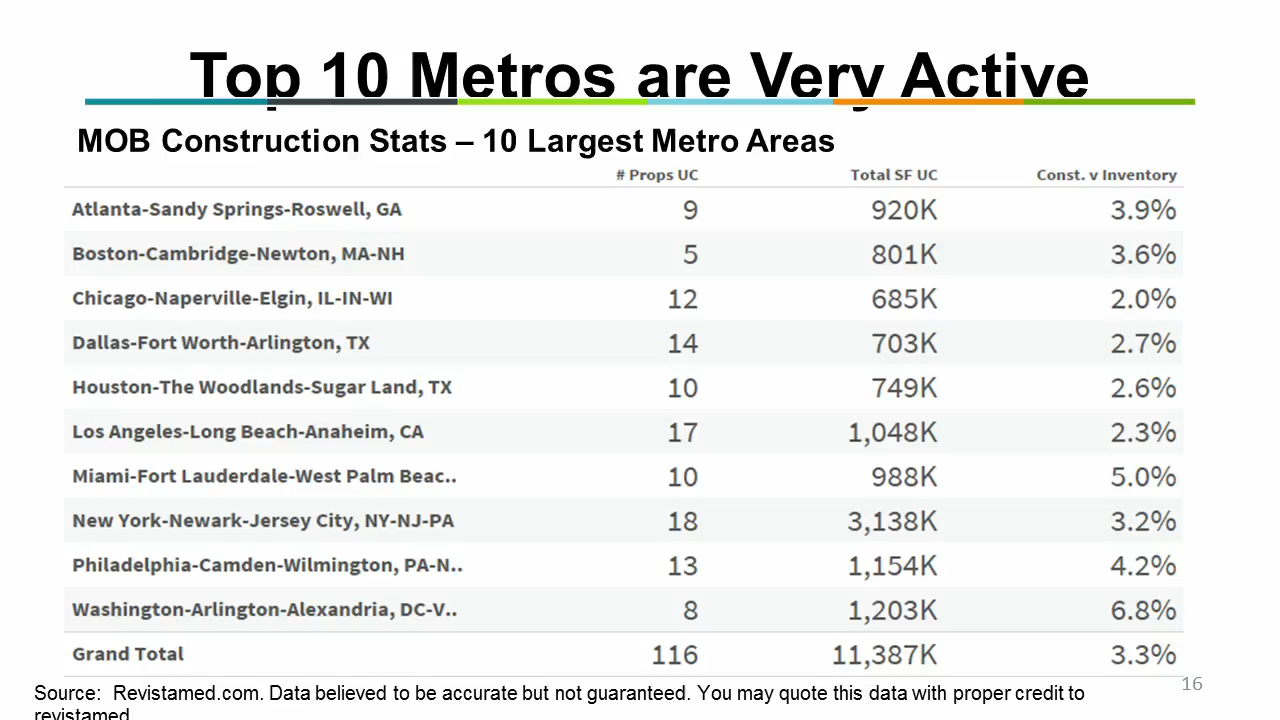 Top 10 Metros are Very Active
MOB Construction Stats – 10 Largest Metro Areas
# Props UC Total SF UC Const. v Inventory
Atlanta-Sandy Springs-Roswell, GA 9 920K 3.9%
Boston-Cambridge-Newton, MA-NH 5 801K 3.6%
Chicago-Naperville-Elgin, IL-IN-WI 12 685K 2.0%
Dallas-Fort Worth-Arlington, TX 14 703K 2.7%
Houston-The Woodlands-Sugar Land, TX 10 749K 2.6%
Los Angeles-Long Beach-Anaheim, CA 17 1,048K 2.3%
Miami-Fort Lauderdale-West Palm Beac.. 10 988K 5.0%
New York-Newark-Jersey City, NY-NJ-PA 18 3,138K 3.2%
Philadelphia-Camden-Wilmington, PA-N.. 13 1,154K 4.2%
Washington-Arlington-Alexandria, DC-V.. 8 1,203K 6.8%
Grand Total 116 11,387K 3.3%
Source: Revistamed.com. Data believed to be accurate but not guaranteed. You may quote this data with proper credit to
revistamed
16